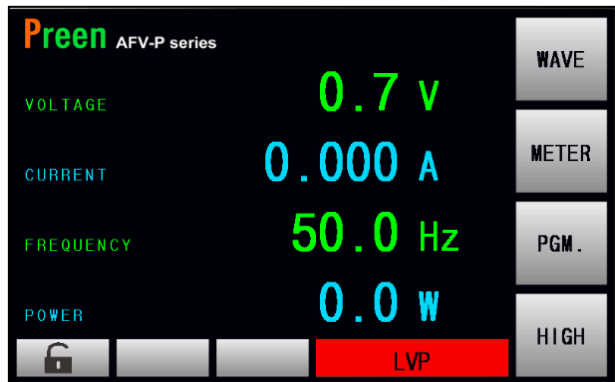 Preen AFV-P series
WAVE
VOLTAGE 0.7 V
METER
CURRENT 0.000 A
FREQUENCY 50.0 Hz
PGM.
POWER 0.0 W
HIGH
LVP